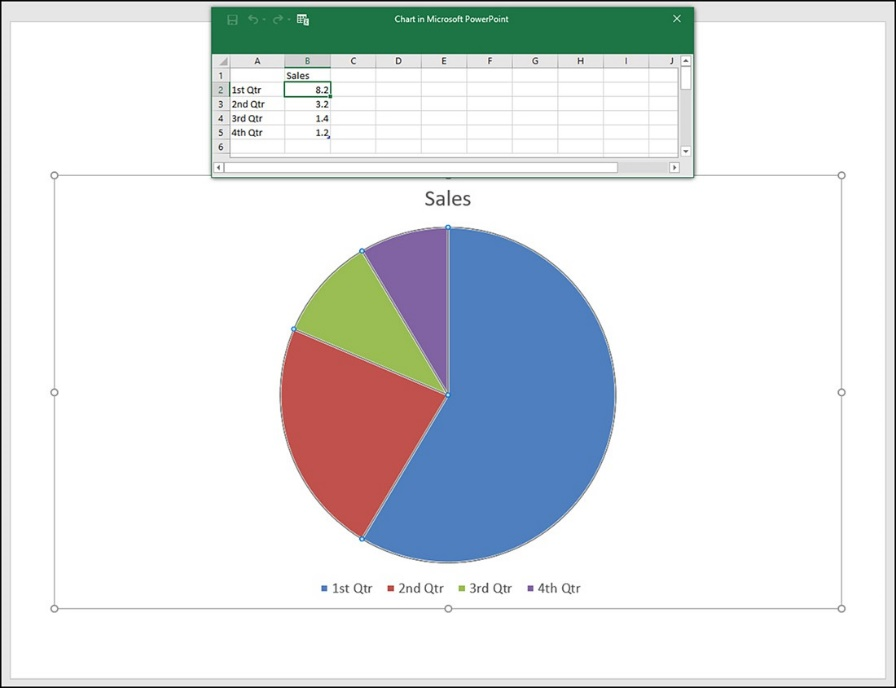 Chart in Microsoft PowerPoint
A B C D E F G H I J
1 Sales
2 1st Qtr 8.2
3 2nd Qtr 3.2
4 3rd Qtr 1.4
5 4th Qtr 1.2
6
Sales
1st Qtr 2nd Qtr 3rd Qtr 4th Qtr